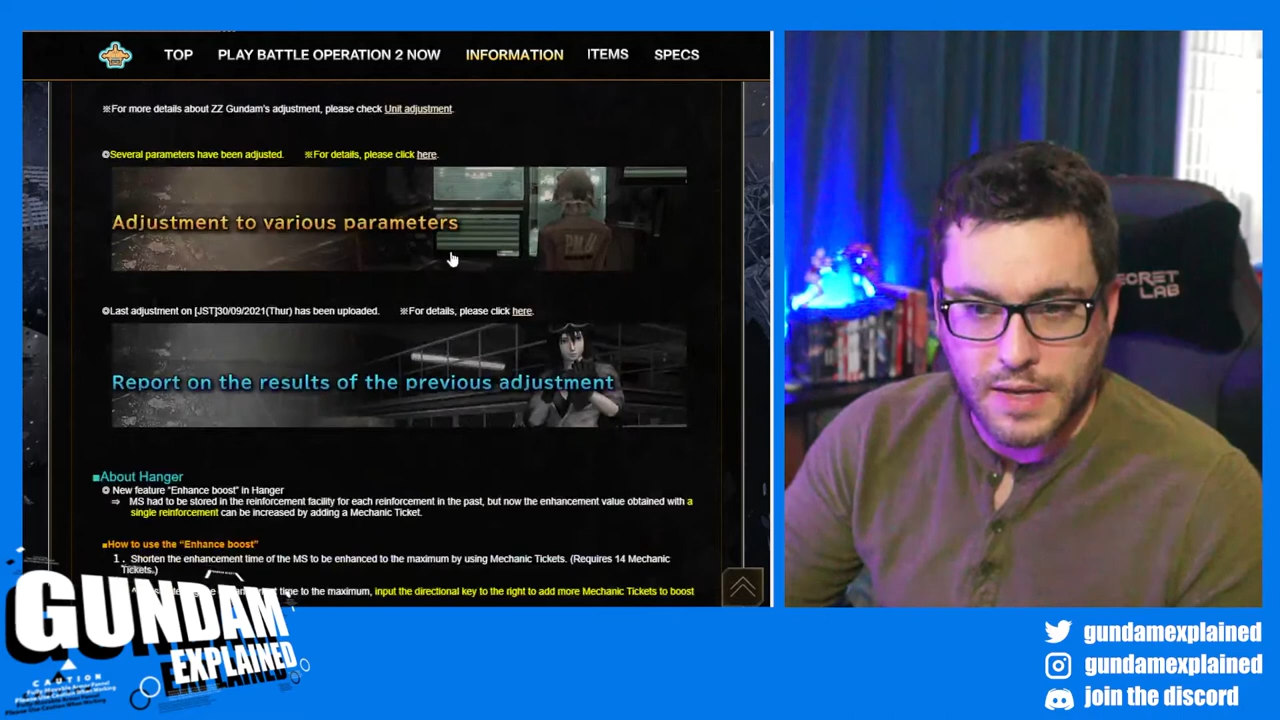 TOP PLAY BATTLE OPERATION 2 NOW INFORMATION ITEMS SPECS
※For more details about ZZ Gundam's adjustment, please check Unit adjustment.
◎Several parameters have been adjusted. ※For details, please click here.
Adjustment to various parameters
◎Last adjustment on [JST]30/09/2021(Thur) has been uploaded. ※For details, please click here.
Report on the results of the previous adjustment
■About Hanger
◎ New feature "Enhance boost" in Hanger
⇒ MS had to be stored in the reinforcement facility for each reinforcement in the past, but now the enhancement value obtained with a
single reinforcement can be increased by adding a Mechanic Ticket.
■How to use the "Enhance boost"
1. Shorten the enhancement time of the MS to be enhanced to the maximum by using Mechanic Tickets. (Requires 14 Mechanic
Tickets.)
time to the maximum, input the directional key to the right to add more Mechanic Tickets to boost
GUNDAM
EXPLAINED
CAUTION
SECRET
LAB
gundamexplained
gundamexplained
join the discord